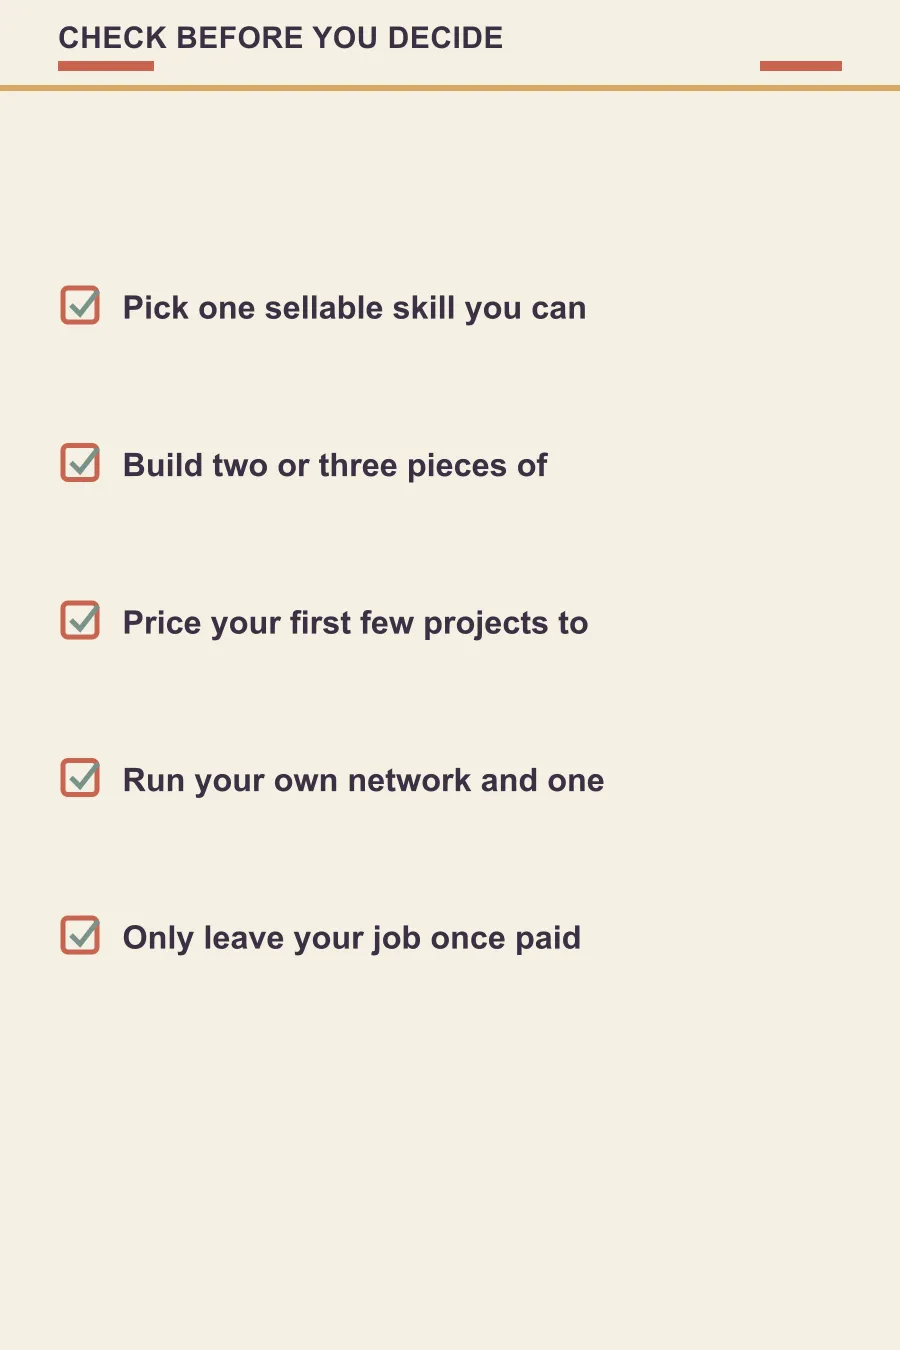 CHECK BEFORE YOU DECIDE
Pick one sellable skill you can
Build two or three pieces of
Price your first few projects to
Run your own network and one
Only leave your job once paid